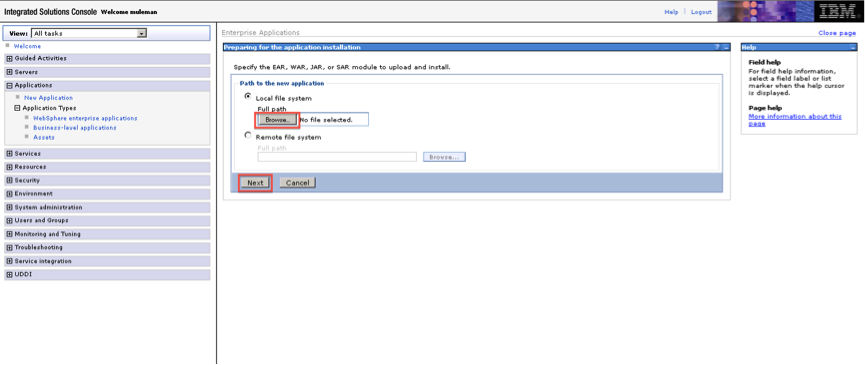 Integrated Solutions Console Welcome muleman
Help | Logout
IBM.
View: All tasks
Welcome
Guided Activities
Servers
Applications
New Application
Application Types
WebSphere enterprise applications
Business-level applications
Assets
Services
Resources
Security
Environment
System administration
Users and Groups
Monitoring and Tuning
Troubleshooting
Service integration
UDDI
Enterprise Applications
Close page
Preparing for the application installation
? –
Specify the EAR, WAR, JAR, or SAR module to upload and install.
Path to the new application
Local file system
Full path
Browse… No file selected.
Remote file system
Full path
Browse...
Next Cancel
Help
–
Field help
For field help information,
select a field label or list
marker when the help cursor
is displayed.
Page help
More information about this
page